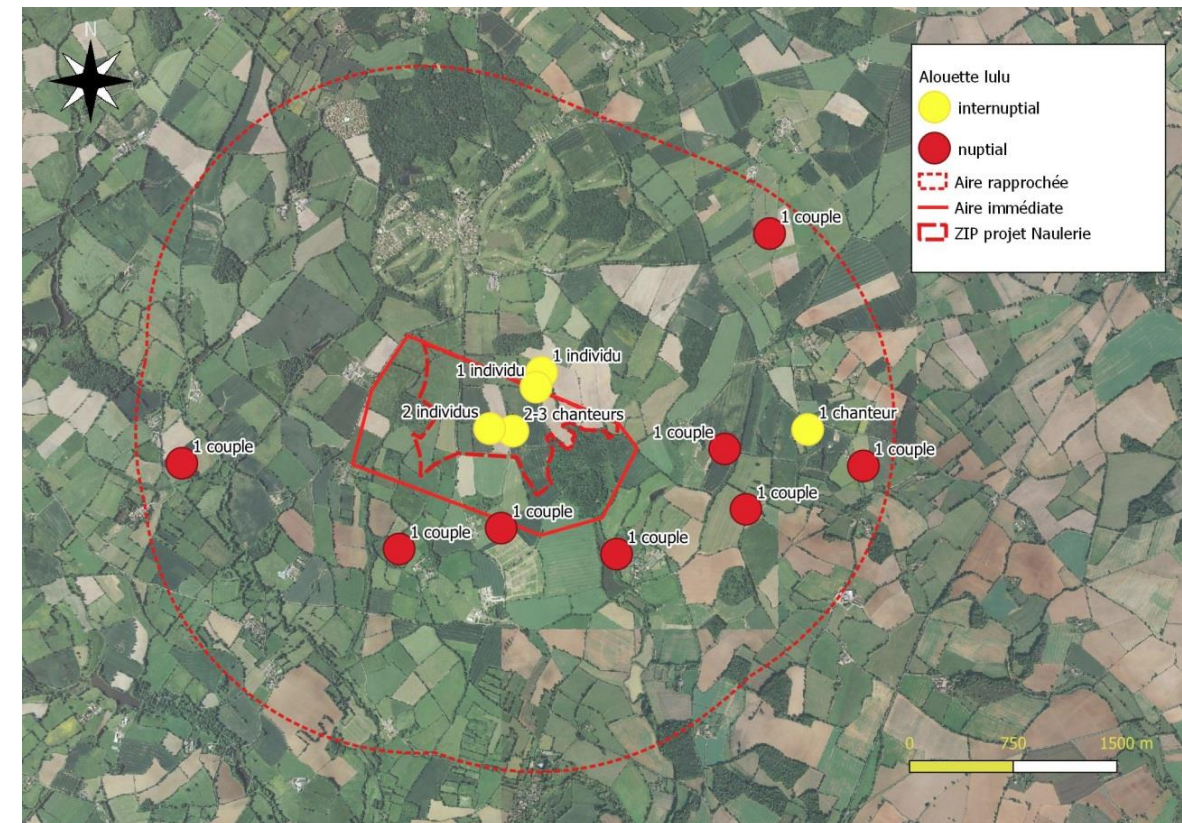 N
Alouette lulu
internuptial
nuptial
Aire rapprochée
Aire immédiate
ZIP projet Naulerie
1 couple
1 individu
1 individu
2 individus
2-3 chanteurs
1 chanteur
1 couple
1 couple
1 couple
1 couple
1 couple
1 couple
1 couple
0 750 1500 m